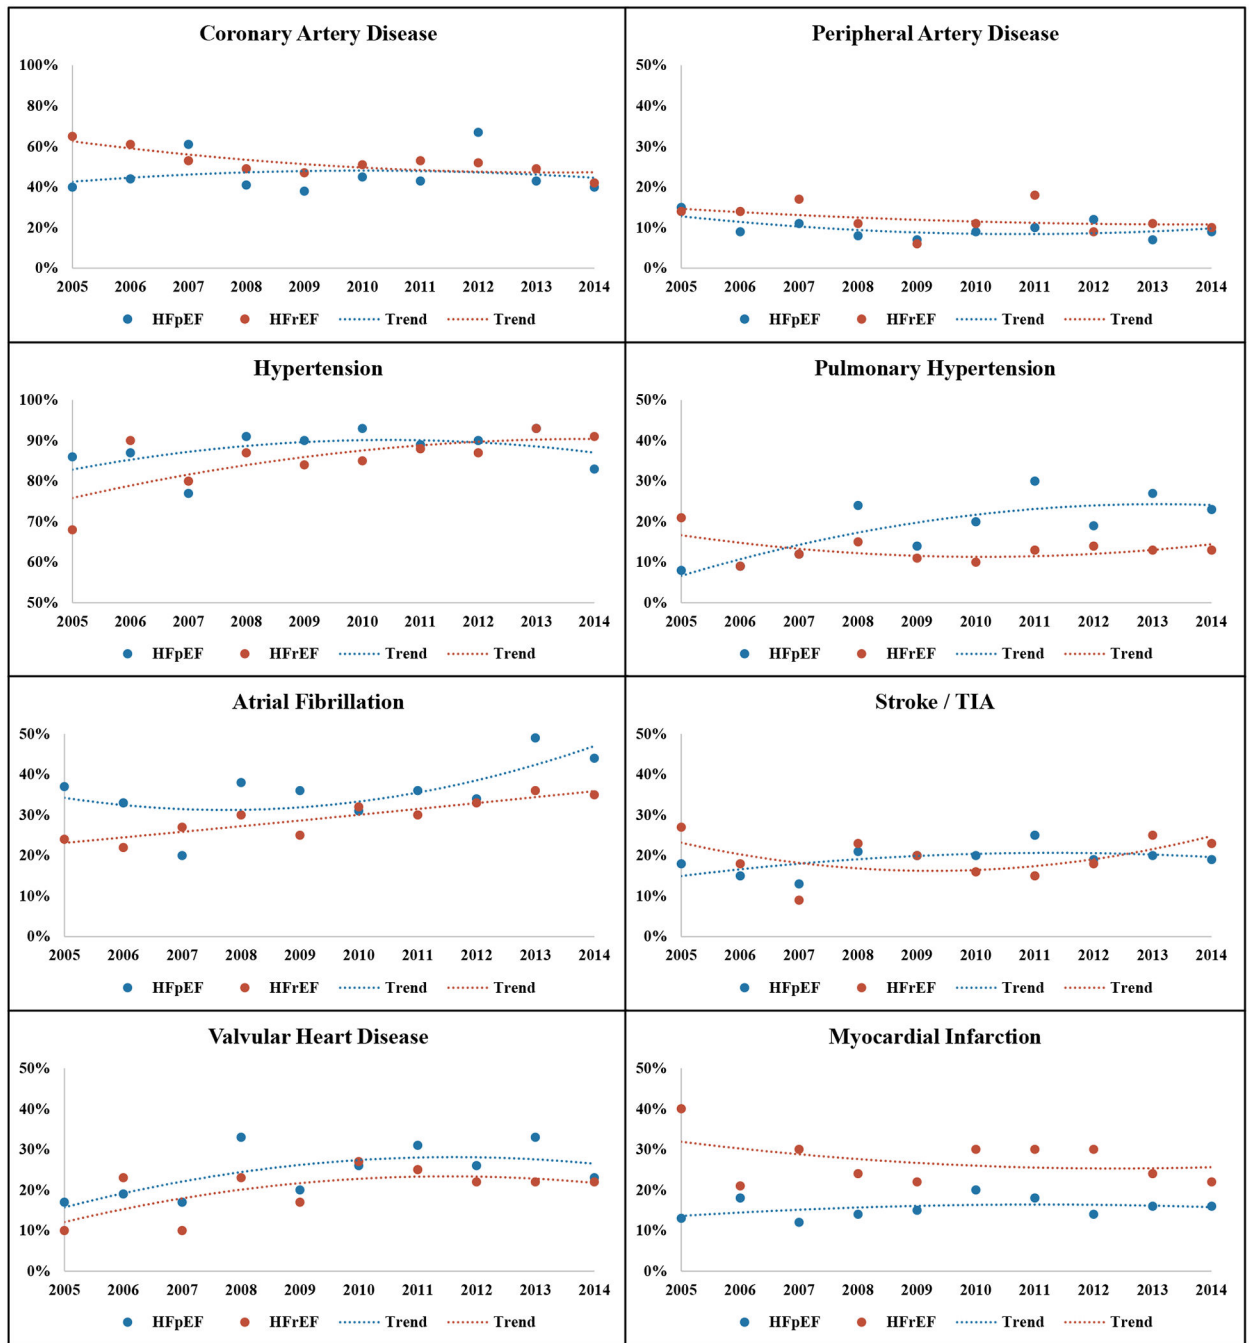 Coronary Artery Disease
100%
80%
60%
40%
20%
0%
2005 2006 2007 2008 2009 2010 2011 2012 2013 2014
HFpEF HFrEF Trend Trend
Peripheral Artery Disease
50%
40%
30%
20%
10%
0%
2005 2006 2007 2008 2009 2010 2011 2012 2013 2014
HFpEF HFrEF Trend Trend
Hypertension
100%
90%
80%
70%
60%
50%
2005 2006 2007 2008 2009 2010 2011 2012 2013 2014
HFpEF HFrEF Trend Trend
Pulmonary Hypertension
50%
40%
30%
20%
10%
0%
2005 2006 2007 2008 2009 2010 2011 2012 2013 2014
HFpEF HFrEF Trend Trend
Atrial Fibrillation
50%
40%
30%
20%
10%
0%
2005 2006 2007 2008 2009 2010 2011 2012 2013 2014
HFpEF HFrEF Trend Trend
Stroke / TIA
50%
40%
30%
20%
10%
0%
2005 2006 2007 2008 2009 2010 2011 2012 2013 2014
HFpEF HFrEF Trend Trend
Valvular Heart Disease
50%
40%
30%
20%
10%
0%
2005 2006 2007 2008 2009 2010 2011 2012 2013 2014
HFpEF HFrEF Trend Trend
Myocardial Infarction
50%
40%
30%
20%
10%
0%
2005 2006 2007 2008 2009 2010 2011 2012 2013 2014
HFpEF HFrEF Trend Trend